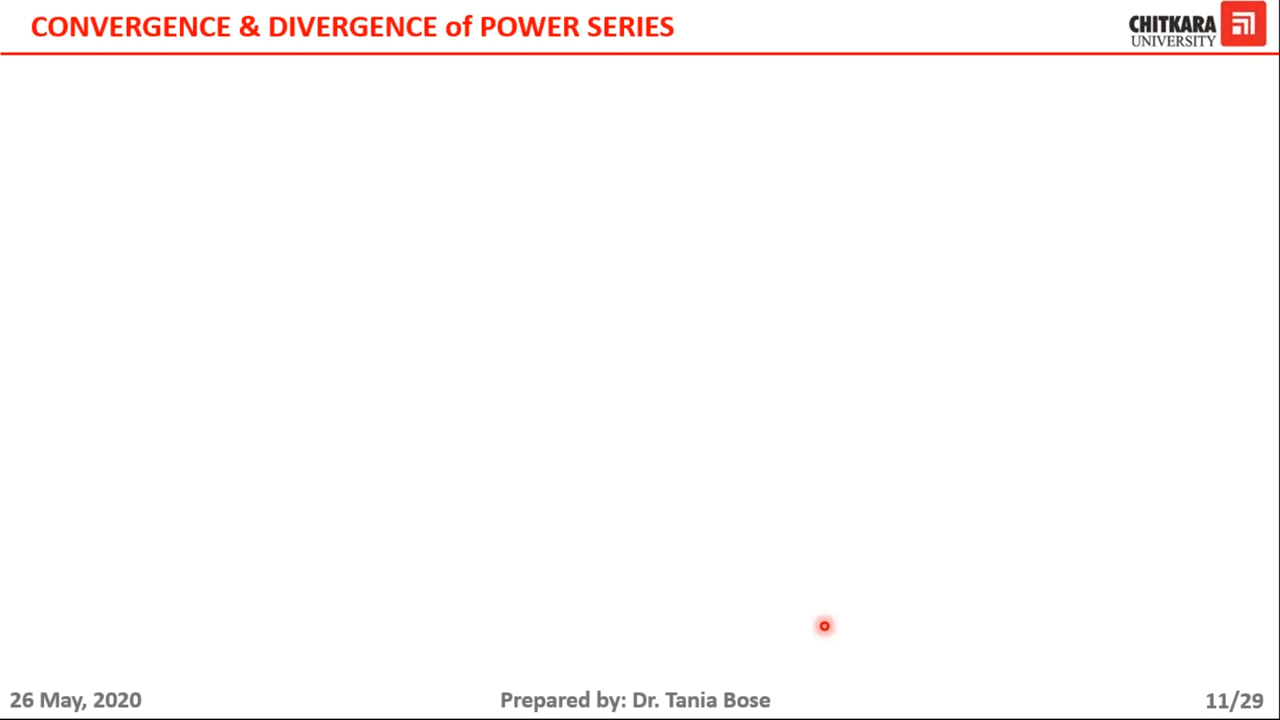 CONVERGENCE & DIVERGENCE of POWER SERIES
CHITKARA
UNIVERSITY
26 May, 2020
Prepared by: Dr. Tania Bose
11/29